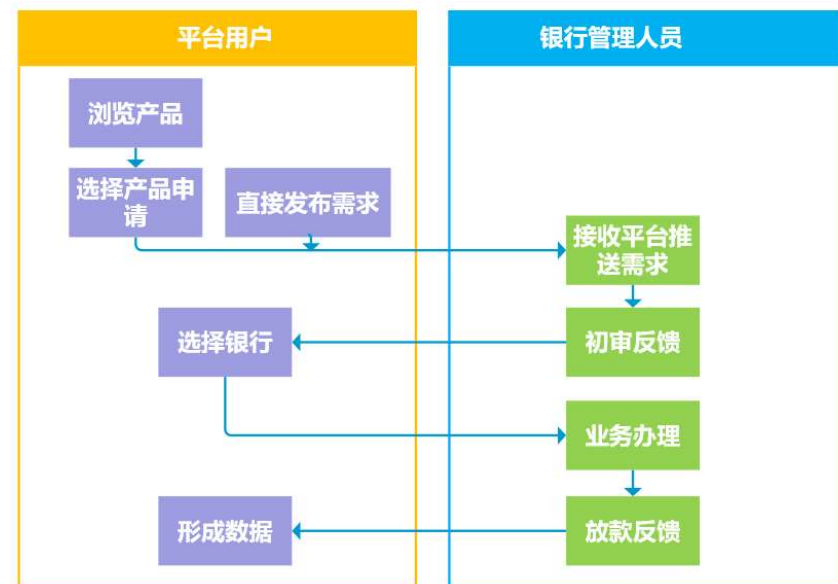 平台用户
银行管理人员
浏览产品
选择产品申
请
直接发布需求
接收平台推
送需求
选择银行
初审反馈
业务办理
形成数据
放款反馈